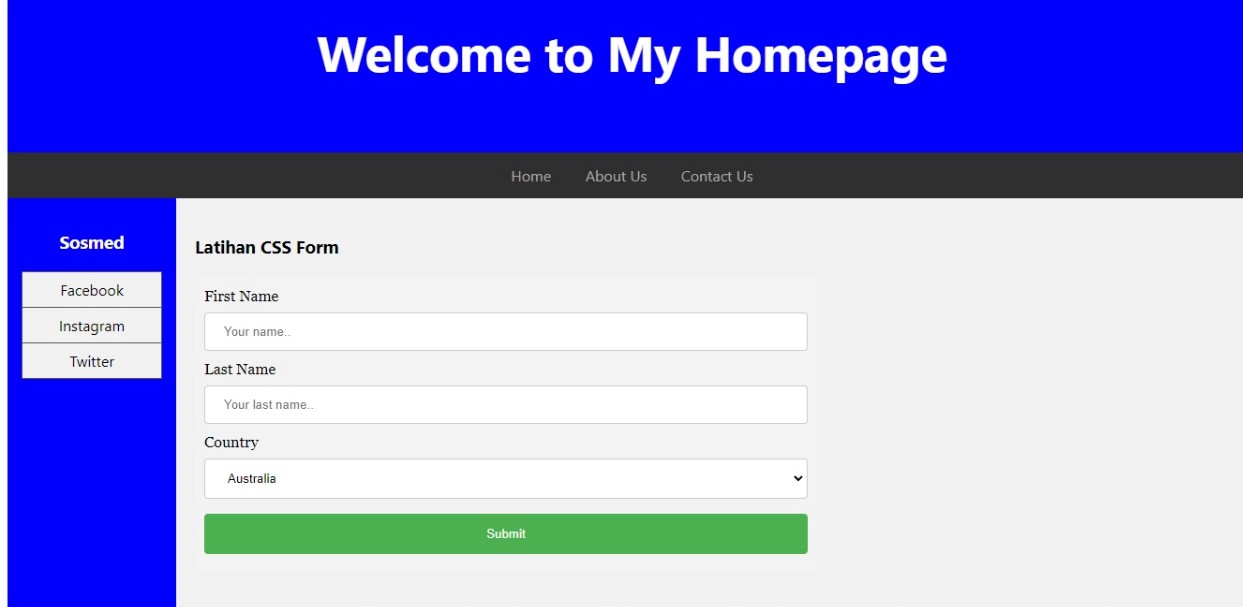 Welcome to My Homepage
Home About Us Contact Us
Sosmed
Facebook
Instagram
Twitter
Latihan CSS Form
First Name
Your name..
Last Name
Your last name..
Country
Australia
Submit